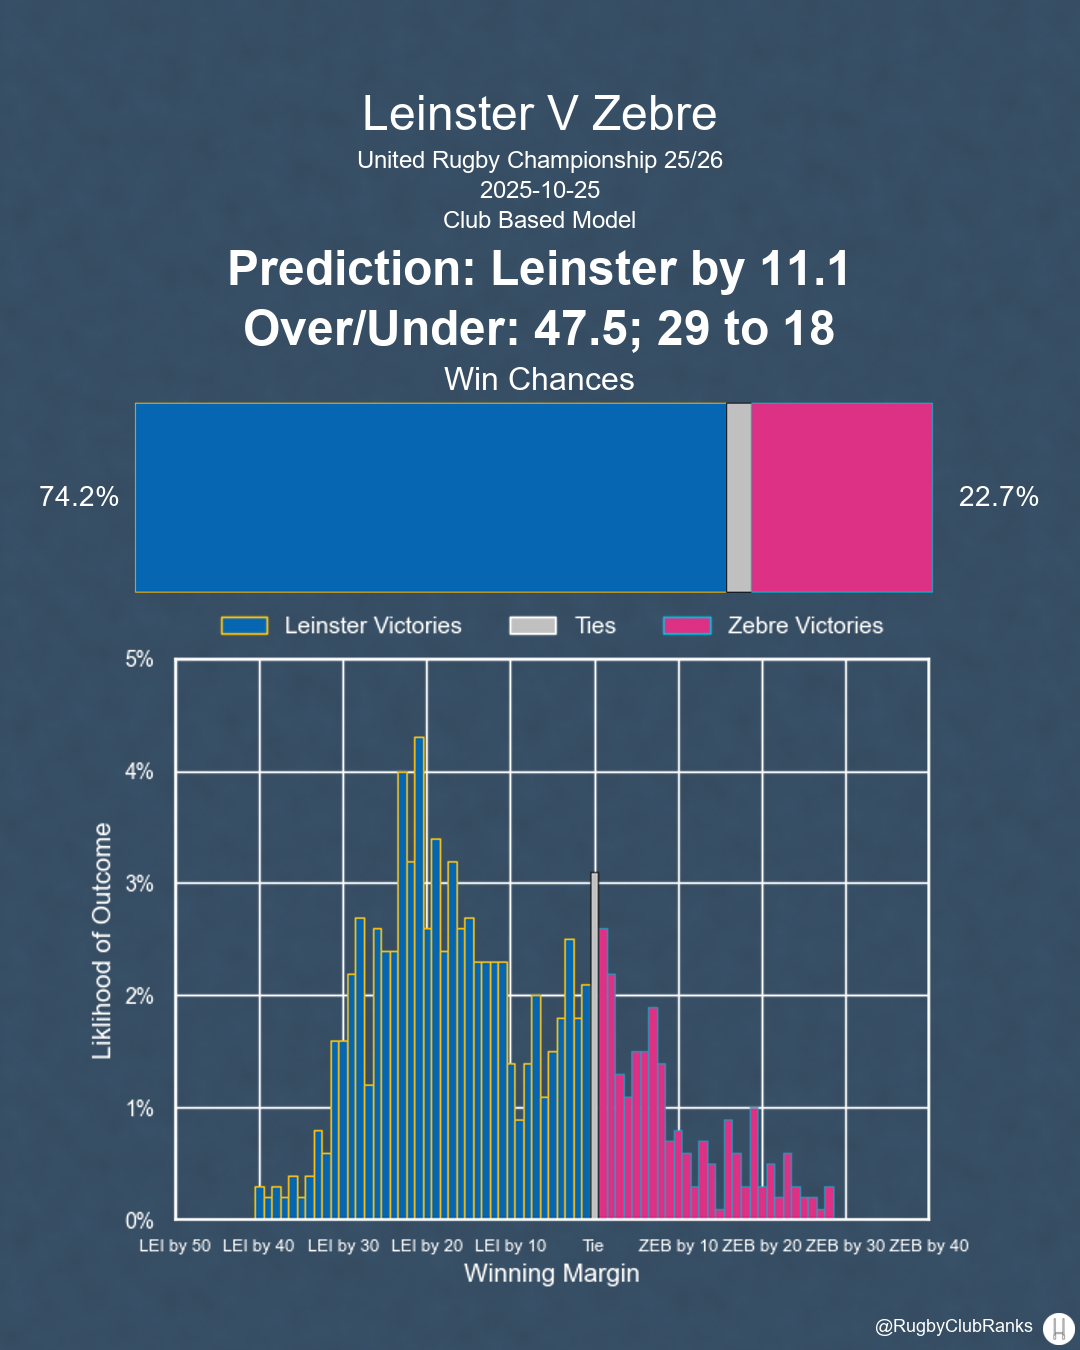 Leinster V Zebre
United Rugby Championship 25/26
2025-10-25
Club Based Model
Prediction: Leinster by 11.1
Over/Under: 47.5; 29 to 18
Win Chances
74.2%
22.7%
Leinster Victories
Ties
Zebre Victories
5%
4%
3%
2%
1%
0%
Liklihood of Outcome
LEI by 50 LEI by 40 LEI by 30 LEI by 20 LEI by 10 Tie ZEB by 10 ZEB by 20 ZEB by 30 ZEB by 40
Winning Margin
@RugbyClubRanks